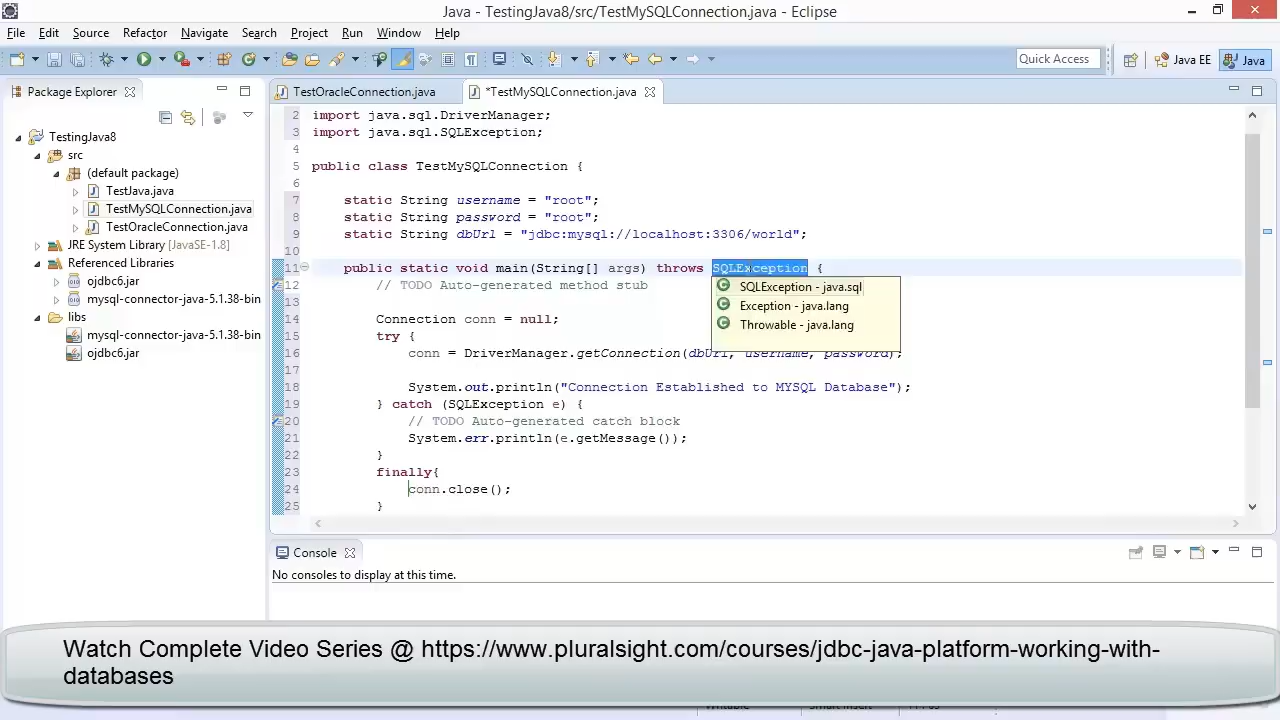 Java - TestingJava8/src/TestMySQLConnection.java - Eclipse
File Edit Source Refactor Navigate Search Project Run Window Help
Quick Access
Java EE
Java
Package Explorer
TestingJava8
src
(default package)
TestJava.java
TestMySQLConnection.java
TestOracleConnection.java
JRE System Library [JavaSE-1.8]
Referenced Libraries
ojdbc6.jar
mysql-connector-java-5.1.38-bin
libs
mysql-connector-java-5.1.38-bin
ojdbc6.jar
TestOracleConnection.java
*TestMySQLConnection.java
2 import java.sql.DriverManager;
3 import java.sql.SQLException;
4
5 public class TestMySQLConnection {
6
7 static String username = "root";
8 static String password = "root";
9 static String dbUrl = "jdbc:mysql://localhost:3306/world";
10
11 public static void main(String[] args) throws SQLException {
12 // TODO Auto-generated method stub
13
14 Connection conn = null;
15 try {
16 conn = DriverManager.getConnection(dbUrl, username, password);
17
18 System.out.println("Connection Established to MYSQL Database");
19 } catch (SQLException e) {
20 // TODO Auto-generated catch block
21 System.err.println(e.getMessage());
22 }
23 finally{
24 conn.close();
25 }
SQLException - java.sql
Exception - java.lang
Throwable - java.lang
Console
No consoles to display at this time.
Watch Complete Video Series @ https://www.pluralsight.com/courses/jdbc-java-platform-working-with-
databases